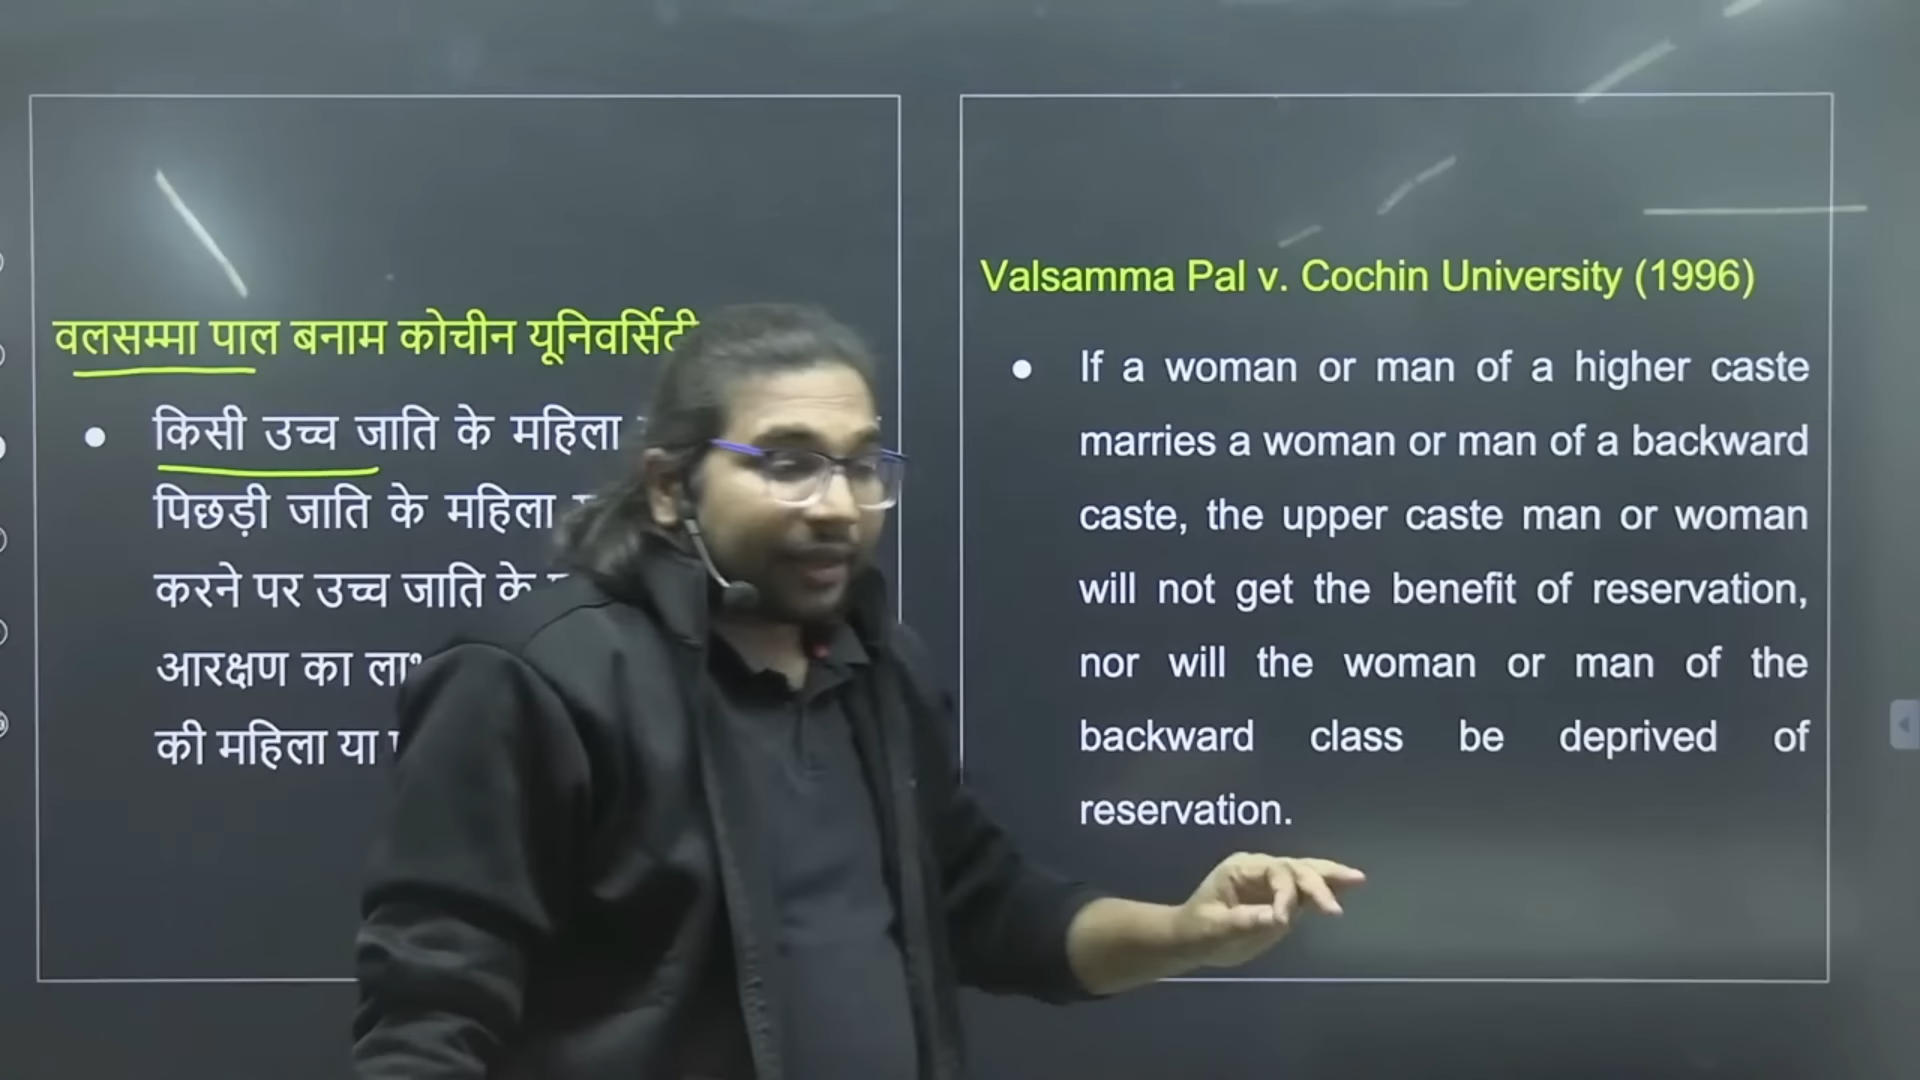 वलसम्मा पाल बनाम कोचीन यूनिवर्सिटी
किसी उच्च जाति के महिला
पिछड़ी जाति के महिला
करने पर उच्च जाति के
आरक्षण का
की महिला या
Valsamma Pal v. Cochin University (1996)
If a woman or man of a higher caste
marries a woman or man of a backward
caste, the upper caste man or woman
will not get the benefit of reservation,
nor will the woman or man of the
backward class be deprived of
reservation.